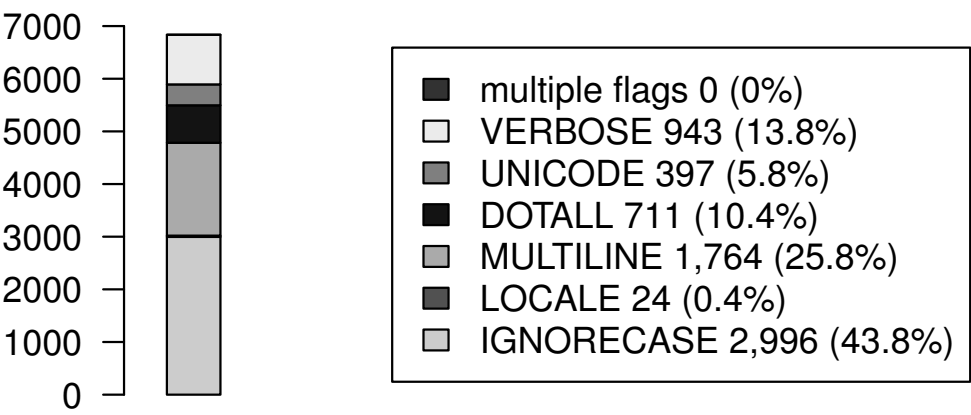 7000
6000
5000
4000
3000
2000
1000
0
multiple flags 0 (0%)
VERBOSE 943 (13.8%)
UNICODE 397 (5.8%)
DOTALL 711 (10.4%)
MULTILINE 1,764 (25.8%)
LOCALE 24 (0.4%)
IGNORECASE 2,996 (43.8%)